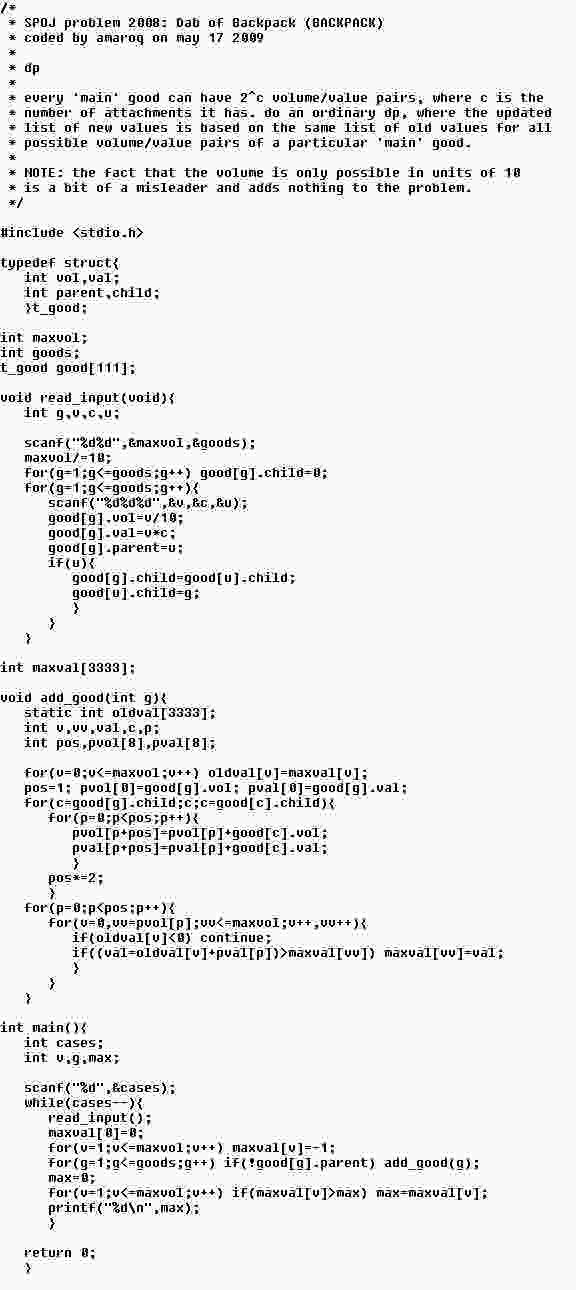 /*
 * SPOJ problem 2008: Dab of Backpack (BACKPACK)
 * coded by amaroq on may 17 2009
 *
 * dp
 *
 * every 'main' good can have 2^c volume/value pairs, where c is the
 * number of attachments it has. do an ordinary dp, where the updated
 * list of new values is based on the same list of old values for all
 * possible volume/value pairs of a particular 'main' good.
 *
 * NOTE: the fact that the volume is only possible in units of 10
 * is a bit of a misleader and adds nothing to the problem.
 */

#include <stdio.h>

typedef struct{
   int vol,val;
   int parent,child;
   }t_good;

int maxvol;
int goods;
t_good good[111];

void read_input(void){
   int g,v,c,u;

   scanf("%d%d",&maxvol,&goods);
   maxvol/=10;
   for(g=1;g<=goods;g++) good[g].child=0;
   for(g=1;g<=goods;g++){
      scanf("%d%d%d",&v,&c,&u);
      good[g].vol=v/10;
      good[g].val=v*c;
      good[g].parent=u;
      if(u){
         good[g].child=good[u].child;
         good[u].child=g;
         }
      }
   }

int maxval[3333];

void add_good(int g){
   static int oldval[3333];
   int v,vv,val,c,p;
   int pos,pvol[8],pval[8];

   for(v=0;v<=maxvol;v++) oldval[v]=maxval[v];
   pos=1; pvol[0]=good[g].vol; pval[0]=good[g].val;
   for(c=good[g].child;c;c=good[c].child){
      for(p=0;p<pos;p++){
         pvol[p+pos]=pvol[p]+good[c].vol;
         pval[p+pos]=pval[p]+good[c].val;
         }
      pos*=2;
      }
   for(p=0;p<pos;p++){
      for(v=0,vv=pvol[p];vv<=maxvol;v++,vv++){
         if(oldval[v]<0) continue;
         if((val=oldval[v]+pval[p])>maxval[vv]) maxval[vv]=val;
         }
      }
   }

int main(){
   int cases;
   int v,g,max;

   scanf("%d",&cases);
   while(cases--){
      read_input();
      maxval[0]=0;
      for(v=1;v<=maxvol;v++) maxval[v]=-1;
      for(g=1;g<=goods;g++) if(!good[g].parent) add_good(g);
      max=0;
      for(v=1;v<=maxvol;v++) if(maxval[v]>max) max=maxval[v];
      printf("%d\n",max);
      }

   return 0;
   }